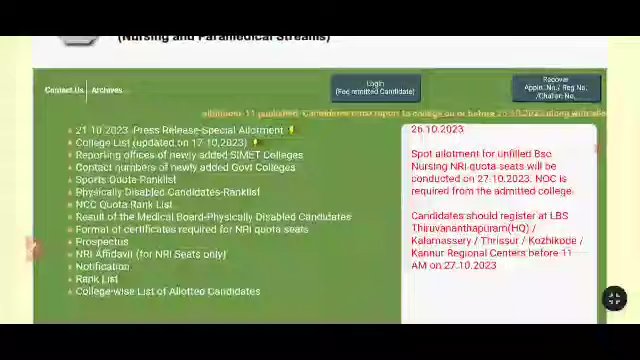 (Nursing and Paramedical Streams)
Contact Us
Archives
Login
(Fee remitted Candidate)
Recover
Appln. No./ Reg No.
/Challan No.
allotment-11 published. Candidates must report to college on or before 25.10.2023 along with
21.10.2023 -Press Release-Special Allotment
College List (updated on 17-10,2023)
Reporting offices of newly added SIMET Colleges
Contact numbers of newly added Govt Colleges
Sports Quota Ranklist
Physically Disabled Candidates-Ranklist
NCC Quota Rank List
Result of the Medical Board-Physically Disabled Candidates
Format of certificates required for NRI quota seats
Prospectus
NRI Affidavit (for NRI Seats only)
Notification
Rank List
College-wise List of Allotted Candidates
26.10.2023
Spot allotment for unfilled Bsc
Nursing NRI quota seats will be
conducted on 27.10.2023. NOC is
required from the admitted college.
Candidates should register at LBS
Thiruvananthapuram(HQ) /
Kalamassery / Thrissur / Kozhikode /
Kannur Regional Centers before 11
AM on 27.10.2023